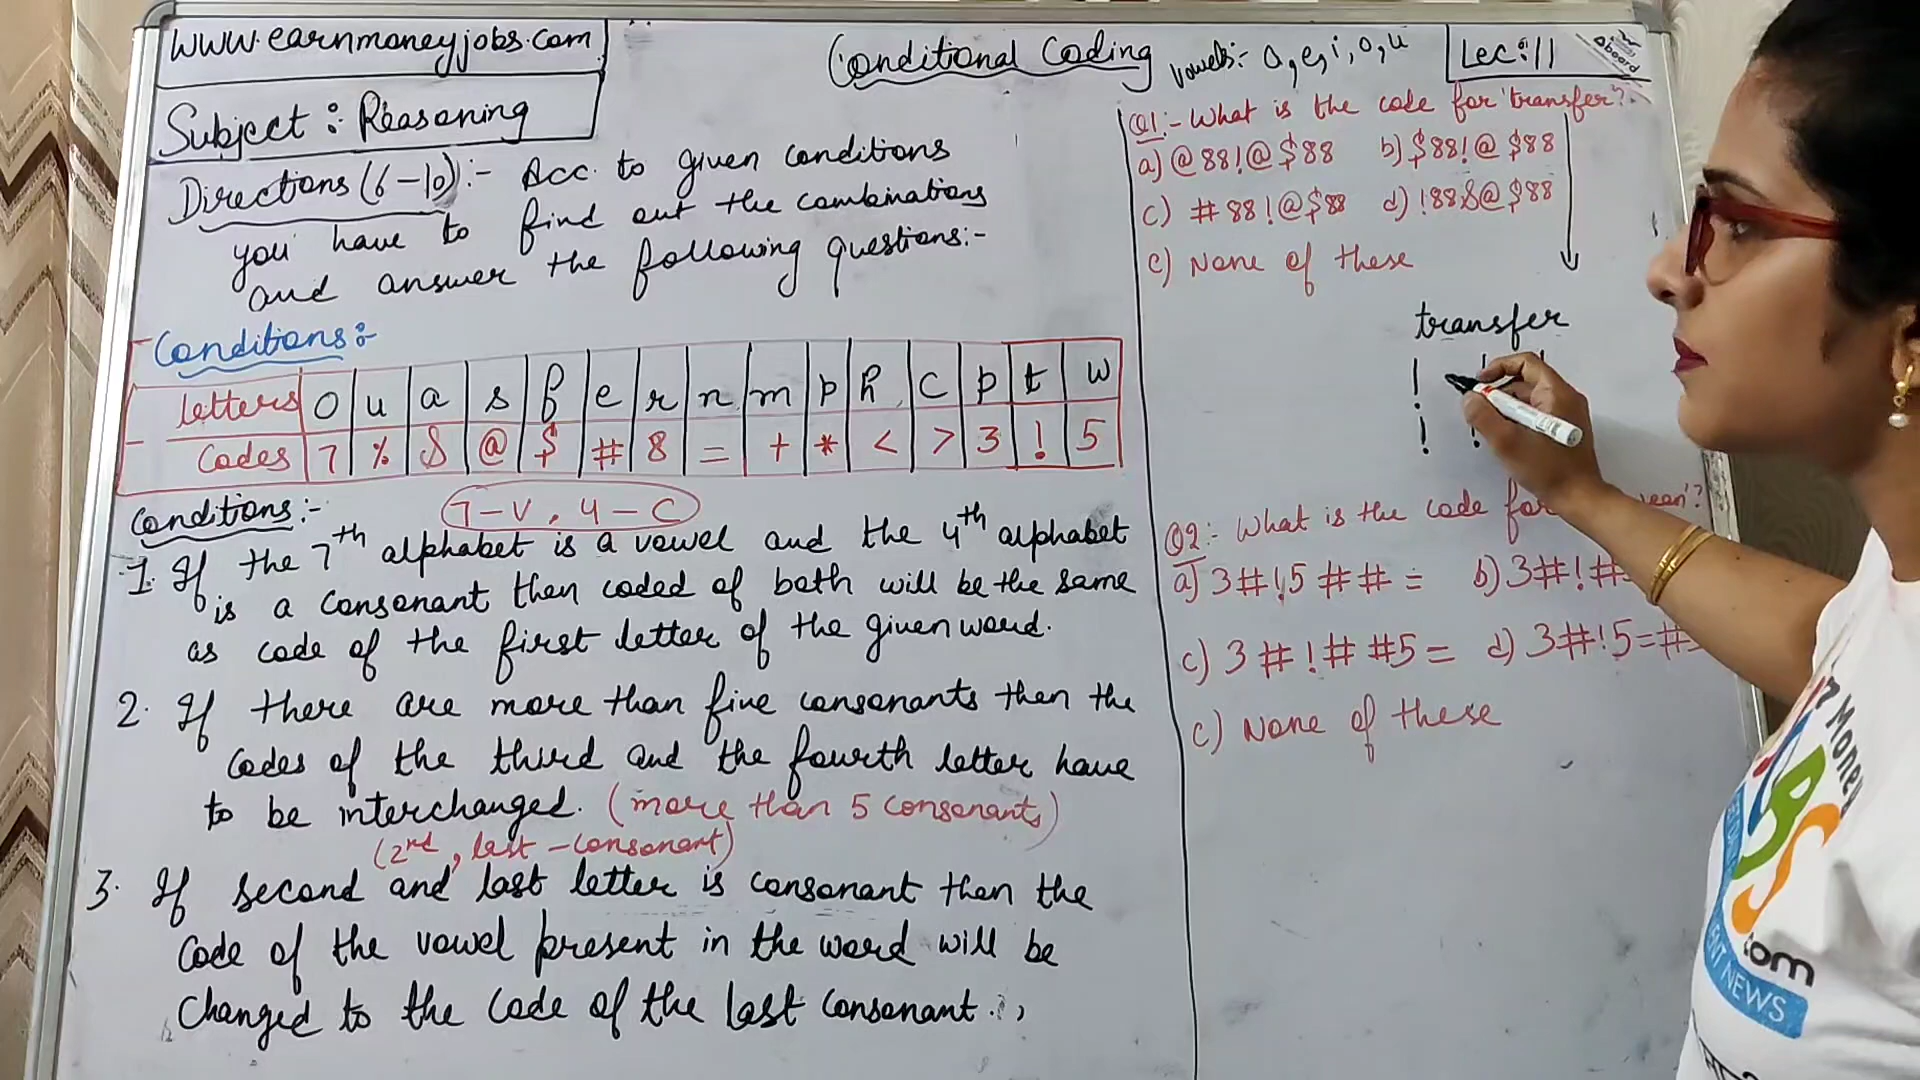 www.earnmoneyjobs.com
Subject: Reasoning
Conditional Coding
Vowels:- a, e, i, o, u
Lec:11
Aboard
Directions (6-10):- Acc. to given conditions
you have to find out the combinations
and answer the following questions:-
Conditions:-
letters o u a s f e r n m p h c p t w
Codes 7 % & @ $ # 8 = + * < > 3 ! 5
Conditions:- 7-V, 4-C
1. If the 7th alphabet is a vowel and the 4th alphabet
is a consonant then coded of both will be the same
as code of the first letter of the given word.
2. If there are more than five consonants then the
codes of the third and the fourth letter have
to be interchanged. (more than 5 consonants)
(2nd, last-consonant)
3. If second and last letter is consonant then the
code of the vowel present in the word will be
changed to the code of the last consonant.
Q1:- What is the code for 'transfer'?
a) @88!@$88 b) $88!@$88
c) #88!@$88 d) !88&@$88
e) None of these
transfer
! !
! !
Q2:- What is the code
a) 3#!5##= b) 3#!#
c) 3#!##5= d) 3#!5=#
e) None of these
Money
ABS
com
NEWS